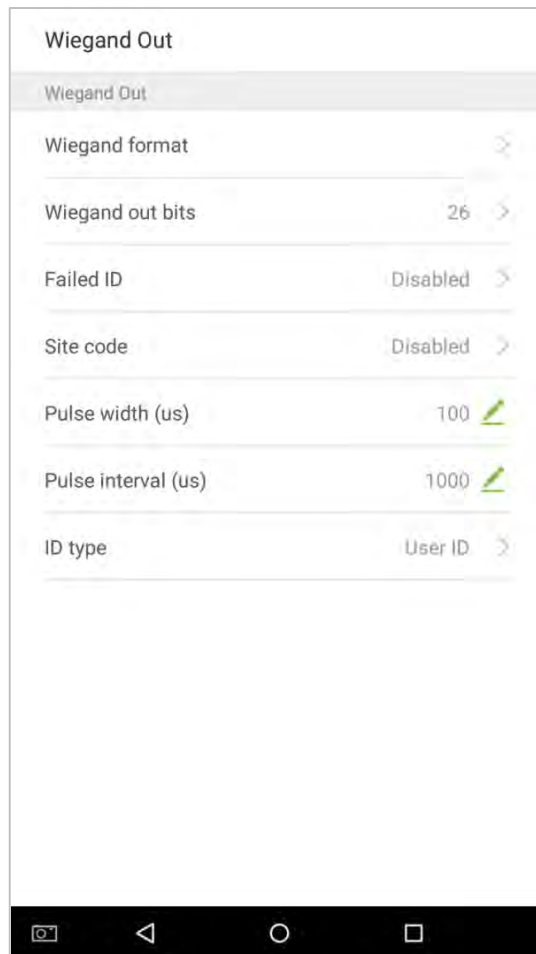 Wiegand Out
Wiegand Out
Wiegand format
Wiegand out bits 26
Failed ID Disabled
Site code Disabled
Pulse width (us) 100
Pulse interval (us) 1000
ID type User ID